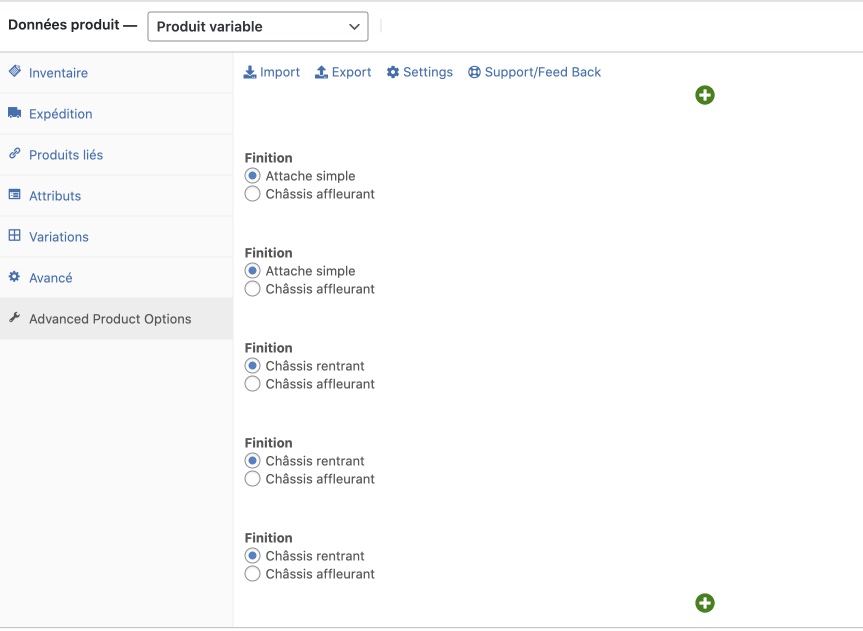 Données produit —
Produit variable
Inventaire
Expédition
Produits liés
Attributs
Variations
Avancé
Advanced Product Options
Import
Export
Settings
Support/Feed Back
Finition
Attache simple
Châssis affleurant
Finition
Attache simple
Châssis affleurant
Finition
Châssis rentrant
Châssis affleurant
Finition
Châssis rentrant
Châssis affleurant
Finition
Châssis rentrant
Châssis affleurant